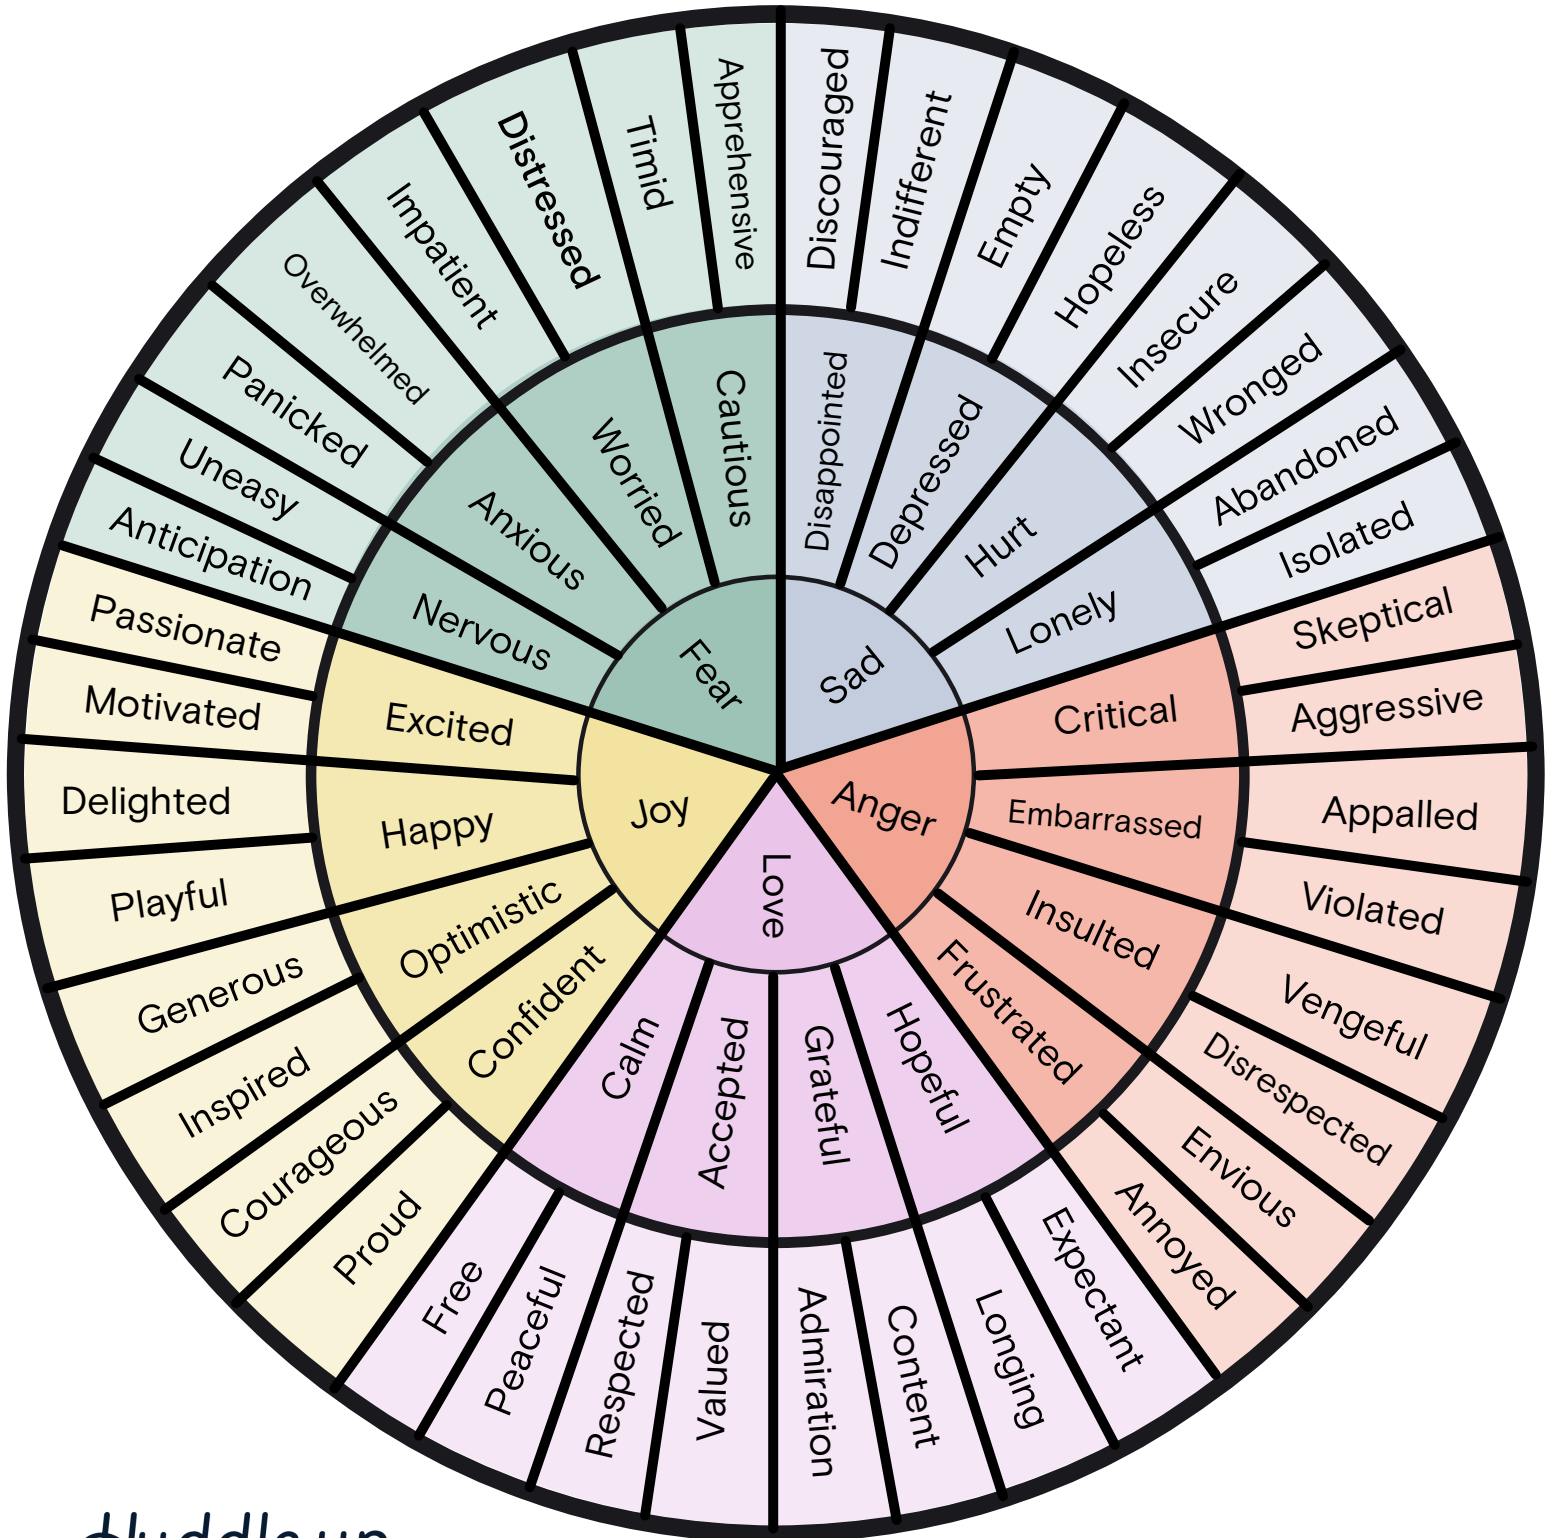 Fear
Sad
Anger
Love
Joy
Cautious
Worried
Anxious
Nervous
Disappointed
Depressed
Hurt
Lonely
Critical
Embarrassed
Insulted
Frustrated
Hopeful
Grateful
Accepted
Calm
Confident
Optimistic
Happy
Excited
Discouraged
Indifferent
Empty
Hopeless
Insecure
Wronged
Abandoned
Isolated
Skeptical
Aggressive
Appalled
Violated
Vengeful
Disrespected
Envious
Annoyed
Expectant
Longing
Content
Admiration
Valued
Respected
Peaceful
Free
Proud
Courageous
Inspired
Generous
Playful
Delighted
Motivated
Passionate
Anticipation
Uneasy
Panicked
Overwhelmed
Impatient
Distressed
Timid
Apprehensive